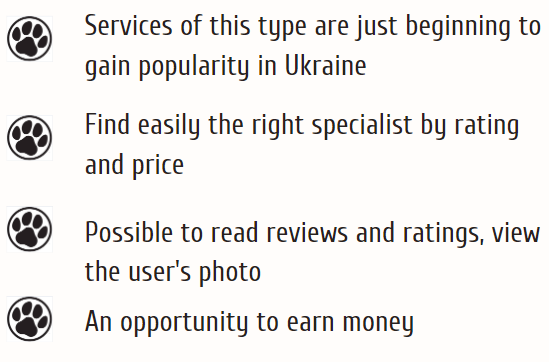 Services of this type are just beginning to
gain popularity in Ukraine
Find easily the right specialist by rating
and price
Possible to read reviews and ratings, view
the user's photo
An opportunity to earn money